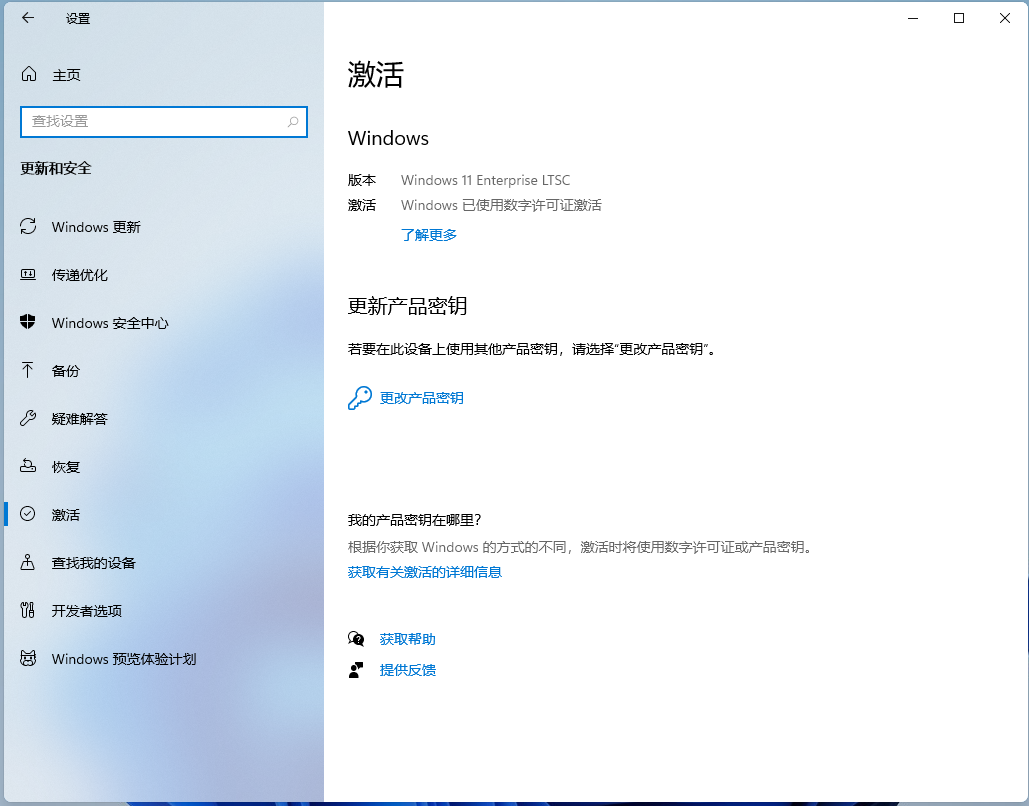 设置
主页
查找设置
更新和安全
Windows 更新
传递优化
Windows 安全中心
备份
疑难解答
恢复
激活
查找我的设备
开发者选项
Windows 预览体验计划
激活
Windows
版本 Windows 11 Enterprise LTSC
激活 Windows 已使用数字许可证激活
了解更多
更新产品密钥
若要在此设备上使用其他产品密钥，请选择“更改产品密钥”。
更改产品密钥
我的产品密钥在哪里?
根据你获取 Windows 的方式的不同，激活时将使用数字许可证或产品密钥。
获取有关激活的详细信息
获取帮助
提供反馈